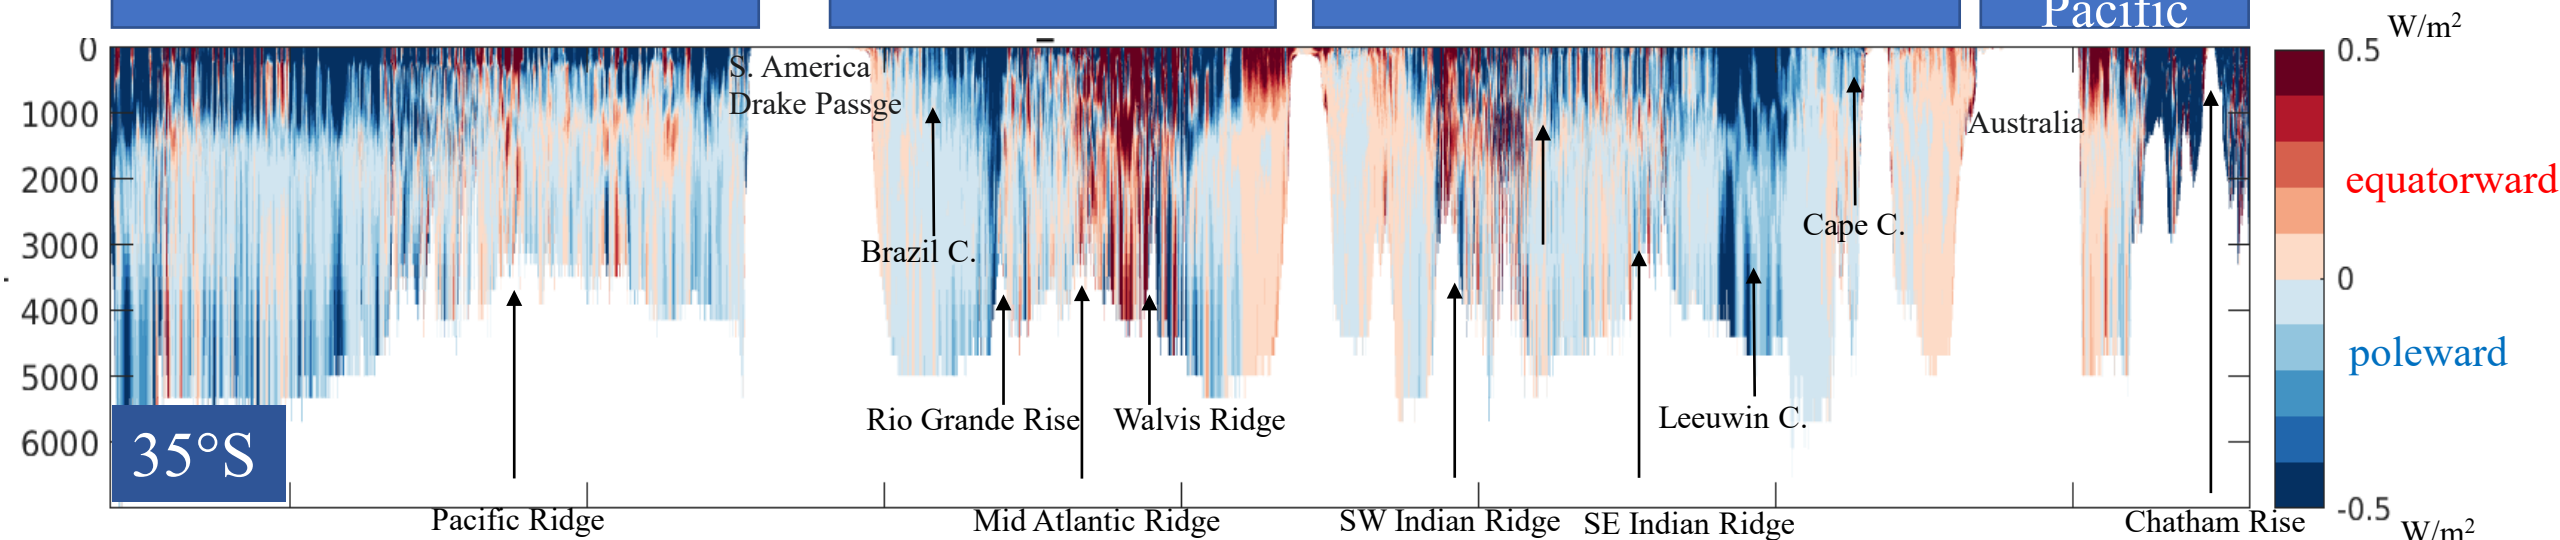 Pacific
W/m²
0
0.5
S. America
Drake Passge
1000
Australia
equatorward
2000
Cape C.
3000
Brazil C.
0
4000
poleward
5000
Rio Grande Rise
Walvis Ridge
Leeuwin C.
6000
35°S
-0.5
Pacific Ridge
Mid Atlantic Ridge
SW Indian Ridge
SE Indian Ridge
Chatham Rise
W/m²